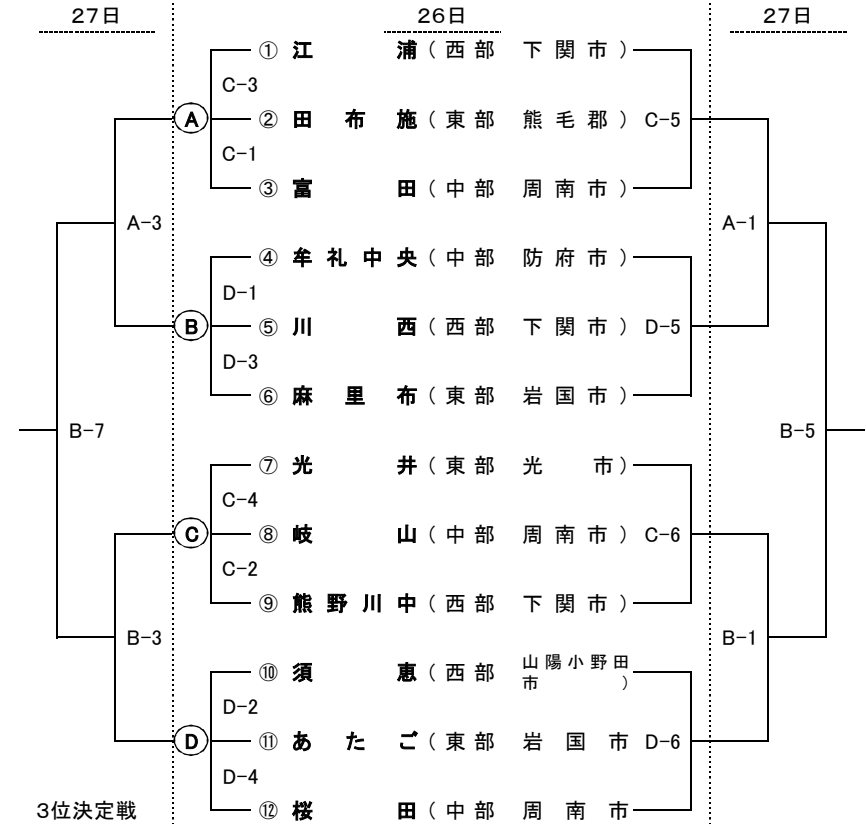 27日 26日 27日
① 江浦（西部 下関市）
C-3
A ② 田布施（東部 熊毛郡） C-5
C-1
③ 富田（中部 周南市）
A-3 A-1
④ 牟礼中央（中部 防府市）
D-1
B ⑤ 川西（西部 下関市） D-5
D-3
⑥ 麻里布（東部 岩国市）
B-7 B-5
⑦ 光井（東部 光市）
C-4
C ⑧ 岐山（中部 周南市） C-6
C-2
⑨ 熊野川中（西部 下関市）
B-3 B-1
⑩ 須恵（西部 山陽小野田
市）
D-2
D ⑪ あたご（東部 岩国市 D-6
D-4
3位決定戦 ⑫ 桜田（中部 周南市